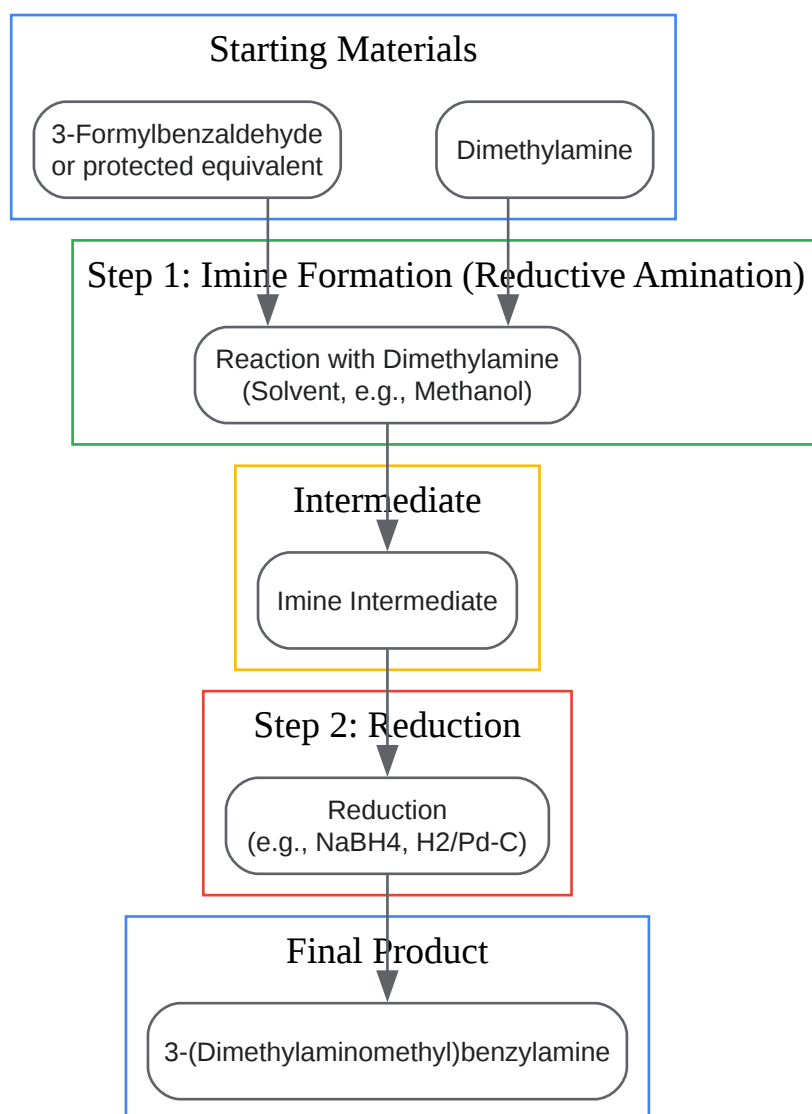 Starting Materials
3-Formylbenzaldehyde
or protected equivalent
Dimethylamine
Step 1: Imine Formation (Reductive Amination)
Reaction with Dimethylamine
(Solvent, e.g., Methanol)
Intermediate
Imine Intermediate
Step 2: Reduction
Reduction
(e.g., NaBH4, H2/Pd-C)
Final Product
3-(Dimethylaminomethyl)benzylamine